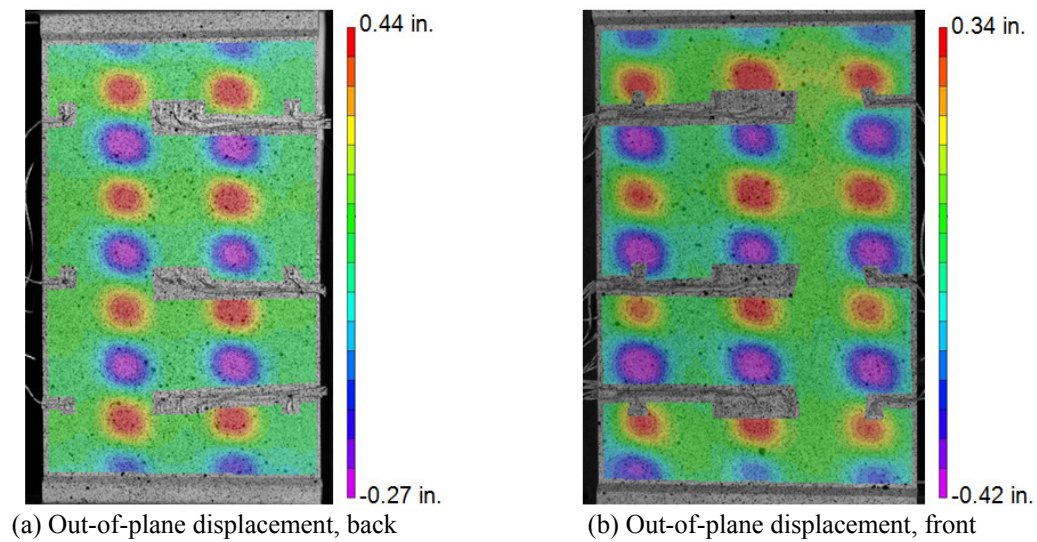 0.44 in.
-0.27 in.
(a) Out-of-plane displacement, back
0.34 in.
-0.42 in.
(b) Out-of-plane displacement, front